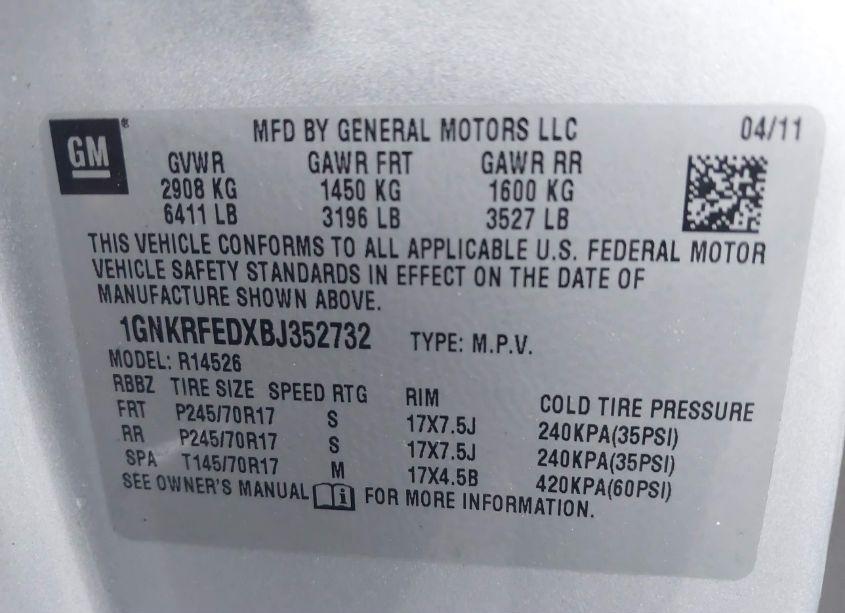 GM®
MFD BY GENERAL MOTORS LLC 04/11
GVWR GAWR FRT GAWR RR
2908 KG 1450 KG 1600 KG
6411 LB 3196 LB 3527 LB
THIS VEHICLE CONFORMS TO ALL APPLICABLE U.S. FEDERAL MOTOR
VEHICLE SAFETY STANDARDS IN EFFECT ON THE DATE OF
MANUFACTURE SHOWN ABOVE.
1GNKRFEDXBJ352732 TYPE: M.P.V.
MODEL: R14526
RBBZ TIRE SIZE SPEED RTG RIM COLD TIRE PRESSURE
FRT P245/70R17 S 17X7.5J 240KPA(35PSI)
RR P245/70R17 S 17X7.5J 240KPA(35PSI)
SPA T145/70R17 M 17X4.5B 420KPA(60PSI)
SEE OWNER'S MANUAL i FOR MORE INFORMATION.